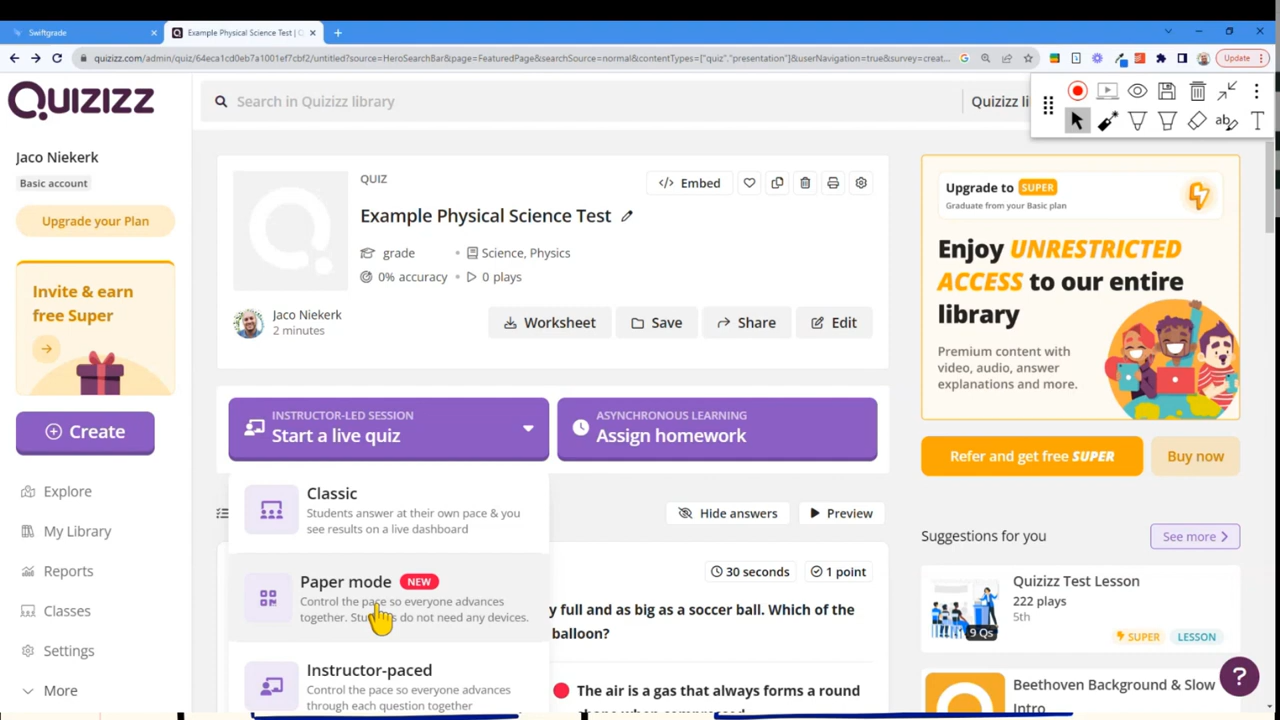 Swiftgrade
Example Physical Science Test | Q
quizizz.com/admin/quiz/64eca1cd0eb7a1001ef7cbf2/untitled?source=HeroSearchBar&page=FeaturedPage&searchSource=normal&contentTypes=["quiz","presentation"]&userNavigation=true&survey=creat...
Update
QUIZIZZ
Search in Quizizz library
Quizizz li
Jaco Niekerk
Basic account
Upgrade your Plan
Invite & earn
free Super
Create
Explore
My Library
Reports
Classes
Settings
More
QUIZ
Embed
Example Physical Science Test
grade
Science, Physics
0% accuracy
0 plays
Jaco Niekerk
2 minutes
Worksheet
Save
Share
Edit
INSTRUCTOR-LED SESSION
Start a live quiz
ASYNCHRONOUS LEARNING
Assign homework
Classic
Students answer at their own pace & you
see results on a live dashboard
Paper mode NEW
Control the pace so everyone advances
together. do not need any devices.
Instructor-paced
Control the pace so everyone advances
through each question together
Hide answers
Preview
30 seconds
1 point
y full and as big as a soccer ball. Which of the
balloon?
The air is a gas that always forms a round
Upgrade to SUPER
Graduate from your Basic plan
Enjoy UNRESTRICTED
ACCESS to our entire
library
Premium content with
video, audio, answer
explanations and more.
Refer and get free SUPER
Buy now
Suggestions for you
See more
Quizizz Test Lesson
222 plays
5th
9 Qs
SUPER
LESSON
Beethoven Background & Slow
Intro